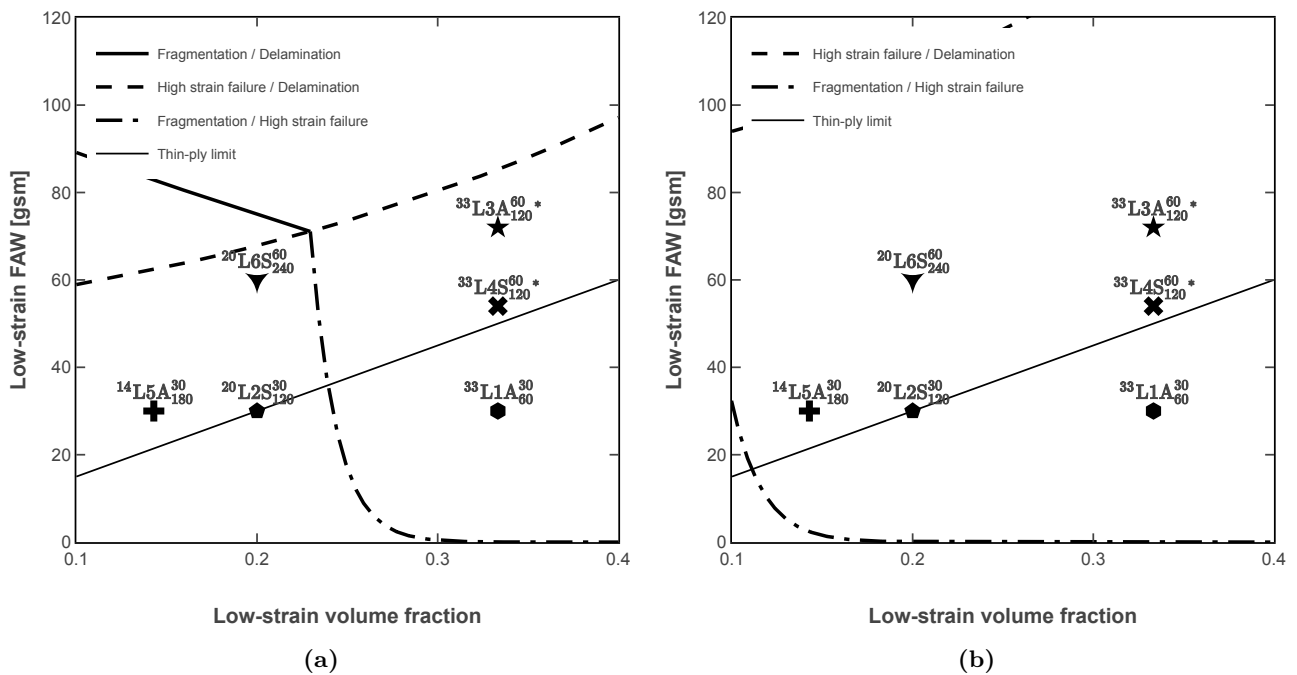 120
100
80
60
40
20
0
0.1
0.2
0.3
0.4
Low-strain FAW [gsm]
Low-strain volume fraction
Fragmentation / Delamination
High strain failure / Delamination
Fragmentation / High strain failure
Thin-ply limit
³³L3A⁶⁰₁₂₀ *
²⁰L6S⁶⁰₂₄₀
³³L4S⁶⁰₁₂₀ *
¹⁴L5A³⁰₁₈₀
²⁰L2S³⁰₁₂₀
³³L1A³⁰₆₀
(a)
120
100
80
60
40
20
0
0.1
0.2
0.3
0.4
Low-strain FAW [gsm]
Low-strain volume fraction
High strain failure / Delamination
Fragmentation / High strain failure
Thin-ply limit
³³L3A⁶⁰₁₂₀ *
²⁰L6S⁶⁰₂₄₀
³³L4S⁶⁰₁₂₀ *
¹⁴L5A³⁰₁₈₀
²⁰L2S³⁰₁₂₀
³³L1A³⁰₆₀
(b)